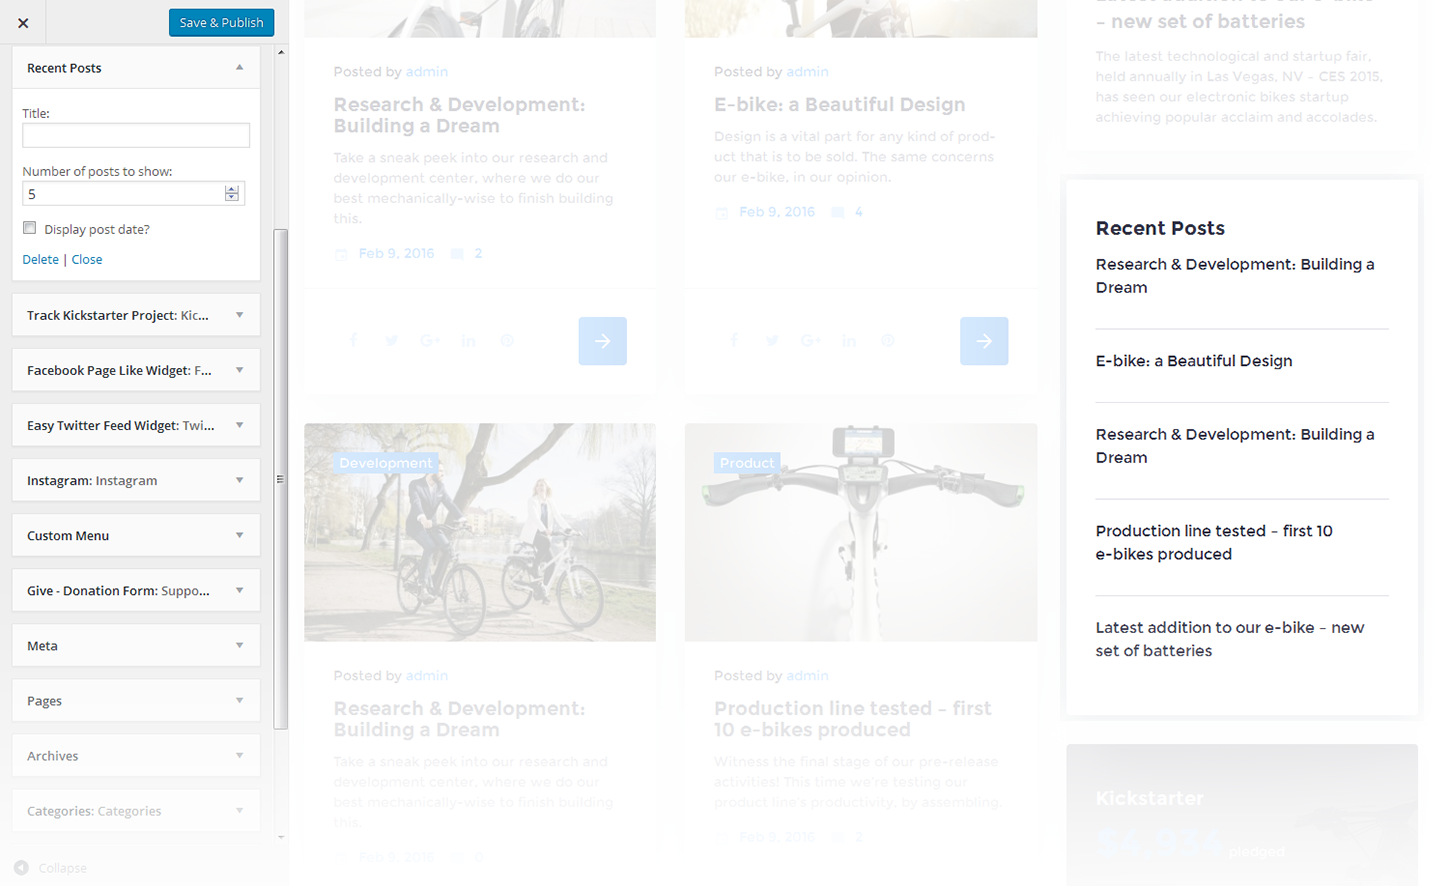 Save & Publish
Recent Posts
Title:
Number of posts to show:
5
Display post date?
Delete | Close
Track Kickstarter Project: Kic...
Facebook Page Like Widget: F...
Easy Twitter Feed Widget: Twi...
Instagram: Instagram
Custom Menu
Give - Donation Form: Suppo...
Meta
Pages
Archives
Categories: Categories
Collapse
Posted by admin
Research & Development:
Building a Dream
Take a sneak peek into our research and
development center, where we do our
best mechanically-wise to finish building
this.
Feb 9, 2016 2
Development
Posted by admin
Research & Development:
Building a Dream
Take a sneak peek into our research and
development center, where we do our
best mechanically-wise to finish building
this.
Feb 9, 2016 0
Posted by admin
E-bike: a Beautiful Design
Design is a vital part for any kind of prod-
uct that is to be sold. The same concerns
our e-bike, in our opinion.
Feb 9, 2016 4
Product
Posted by admin
Production line tested – first
10 e-bikes produced
Witness the final stage of our pre-release
activities! This time we're testing our
product line's productivity, by assembling.
Feb 9, 2016 2
Latest addition to our e-bike
– new set of batteries
The latest technological and startup fair,
held annually in Las Vegas, NV – CES 2015,
has seen our electronic bikes startup
achieving popular acclaim and accolades.
Recent Posts
Research & Development: Building a
Dream
E-bike: a Beautiful Design
Research & Development: Building a
Dream
Production line tested – first 10
e-bikes produced
Latest addition to our e-bike – new
set of batteries
Kickstarter
$4,934 pledged